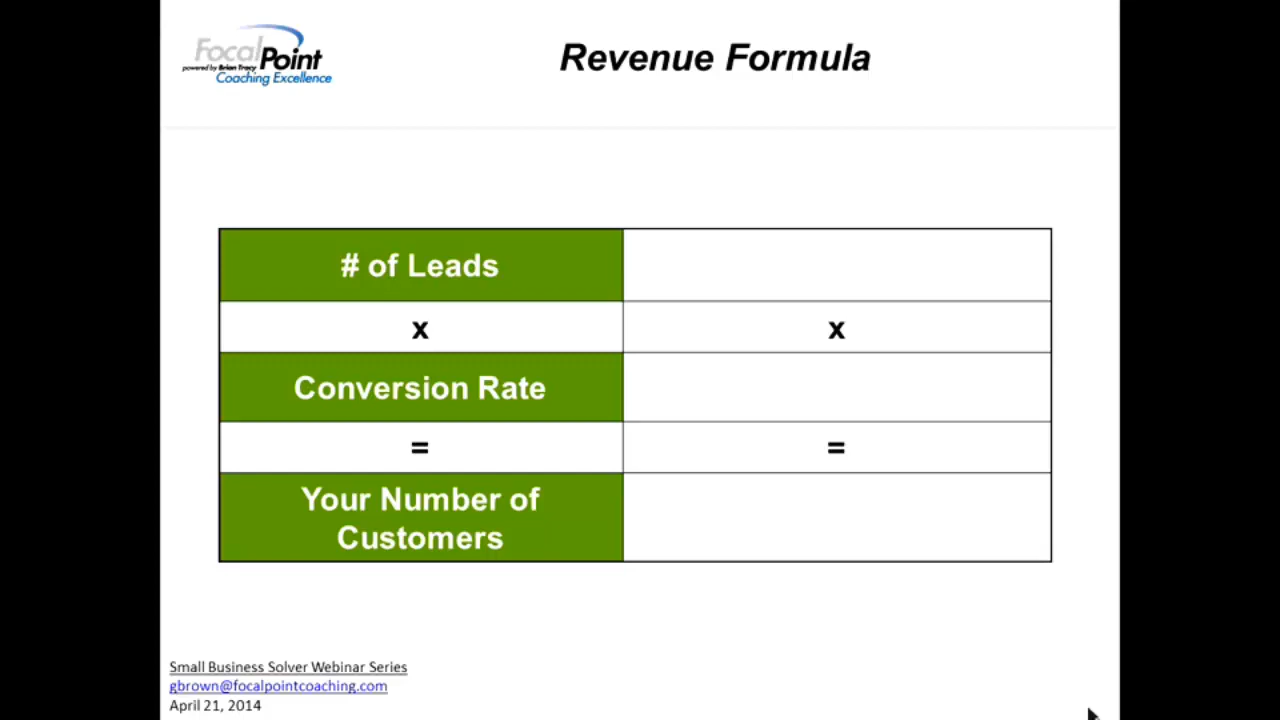 FocalPoint
powered by Brian Tracy
Coaching Excellence
Revenue Formula
# of Leads
x x
Conversion Rate
= =
Your Number of
Customers
Small Business Solver Webinar Series
gbrown@focalpointcoaching.com
April 21, 2014